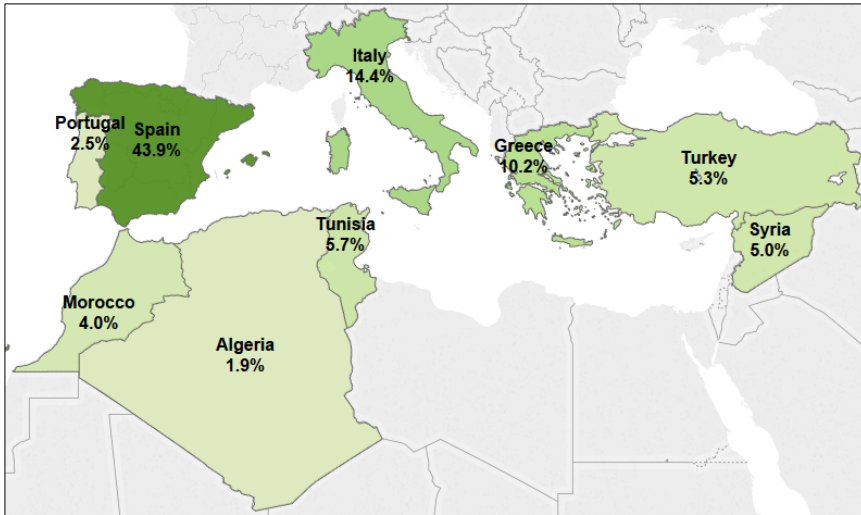 Italy
14.4%
Portugal
2.5%
Spain
43.9%
Greece
10.2%
Turkey
5.3%
Tunisia
5.7%
Syria
5.0%
Morocco
4.0%
Algeria
1.9%